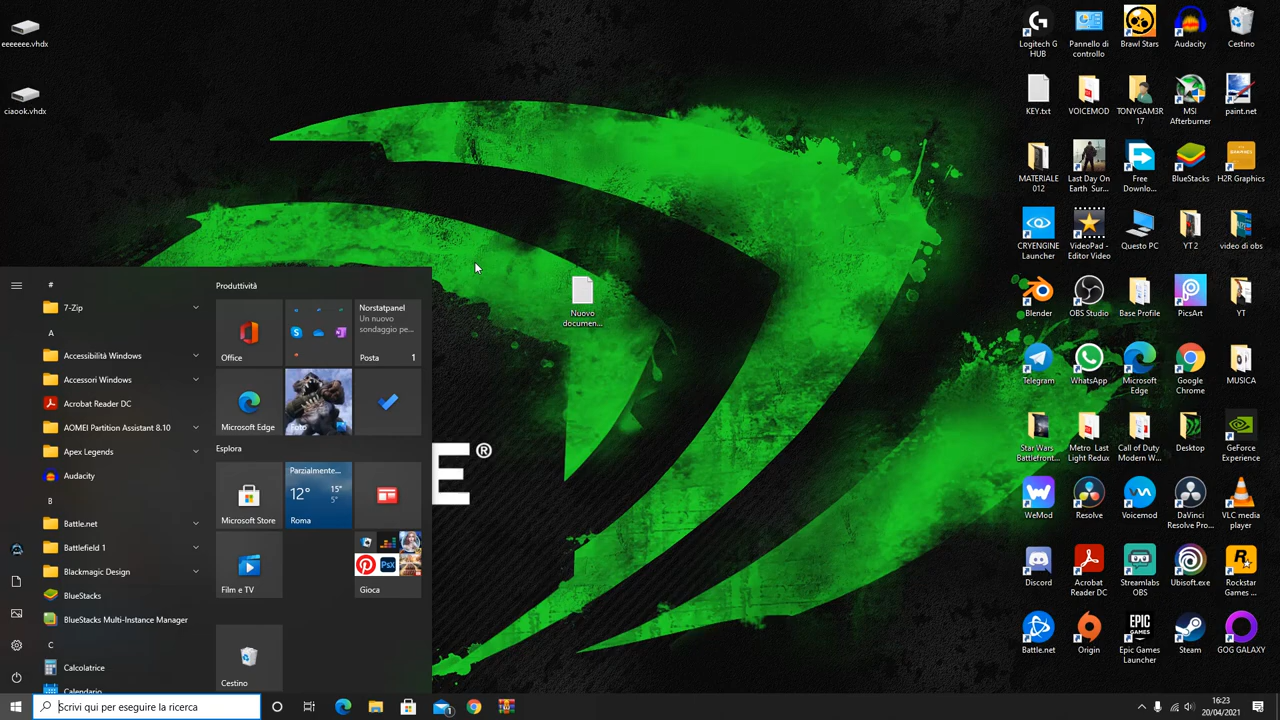 eeeeeee.vhdx
ciaook.vhdx
Logitech G
HUB
Pannello di
controllo
Brawl Stars
Audacity
Cestino
KEY.txt
VOICEMOD
TONYGAM3R
17
MSI
Afterburner
paint.net
MATERIALE
012
Last Day On
Earth Sur...
Free
Downlo...
BlueStacks
H2R Graphics
CRYENGINE
Launcher
VideoPad -
Editor Video
Questo PC
YT 2
video di obs
Nuovo
documen...
Blender
OBS Studio
Base Profile
PicsArt
YT
Telegram
WhatsApp
Microsoft
Edge
Google
Chrome
MUSICA
Star Wars
Battlefront...
Metro Last
Light Redux
Call of Duty
Modern W...
Desktop
GeForce
Experience
WeMod
Resolve
Voicemod
DaVinci
Resolve Pro...
VLC media
player
Discord
Acrobat
Reader DC
Streamlabs
OBS
Ubisoft.exe
Rockstar
Games ...
Battle.net
Origin
EPIC
GAMES
Epic Games
Launcher
Steam
GOG GALAXY
E®
#
7-Zip
A
Accessibilità Windows
Accessori Windows
Acrobat Reader DC
AOMEI Partition Assistant 8.10
Apex Legends
Audacity
B
Battle.net
Battlefield 1
Blackmagic Design
BlueStacks
BlueStacks Multi-Instance Manager
C
Calcolatrice
Calendario
Produttività
Office
Norstatpanel
Un nuovo
sondaggio pe...
Posta 1
Microsoft Edge
Foto
Esplora
Microsoft Store
Parzialmente...
12° 15°
5°
Roma
Film e TV
Gioca
Cestino
Scrivi qui per eseguire la ricerca
1
16:23
20/04/2021